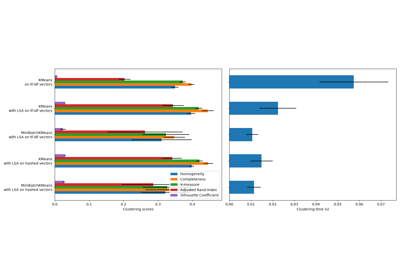 KMeans
on tf-idf vectors
KMeans
with LSA on tf-idf vectors
MiniBatchKMeans
with LSA on tf-idf vectors
KMeans
with LSA on hashed vectors
MiniBatchKMeans
with LSA on hashed vectors
Homogeneity
Completeness
V-measure
Adjusted Rand-Index
Silhouette Coefficient
0.0 0.1 0.2 0.3 0.4
Clustering scores
0.00 0.01 0.02 0.03 0.04 0.05 0.06 0.07
Clustering time (s)